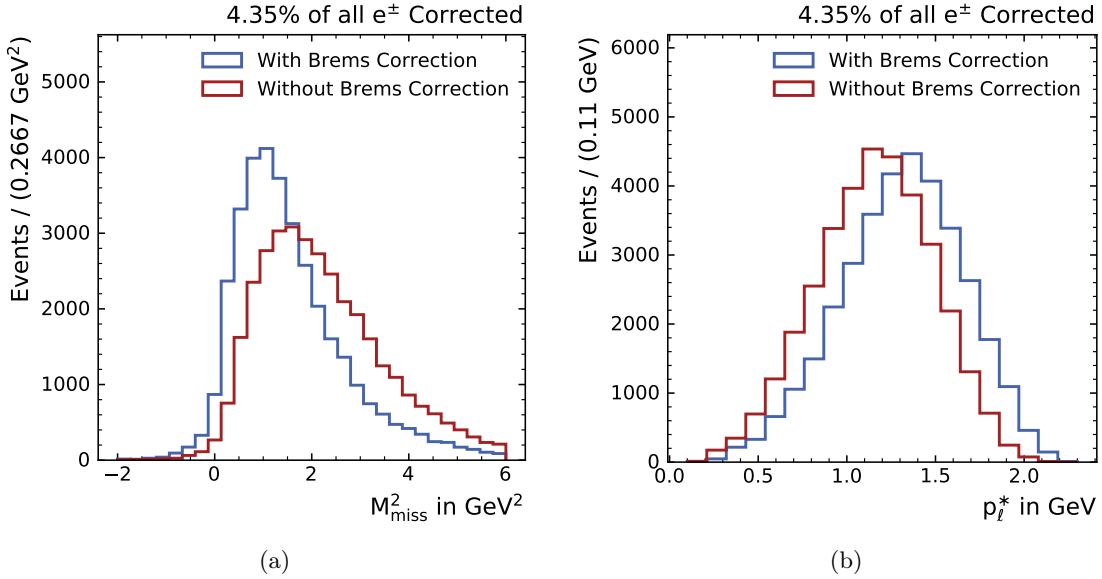 4.35% of all e± Corrected
With Brems Correction
Without Brems Correction
Events / (0.2667 GeV²)
5000
4000
3000
2000
1000
0
−2
0
2
4
6
M²miss in GeV²
(a)
4.35% of all e± Corrected
With Brems Correction
Without Brems Correction
Events / (0.11 GeV)
6000
5000
4000
3000
2000
1000
0
0.0
0.5
1.0
1.5
2.0
p*ℓ in GeV
(b)